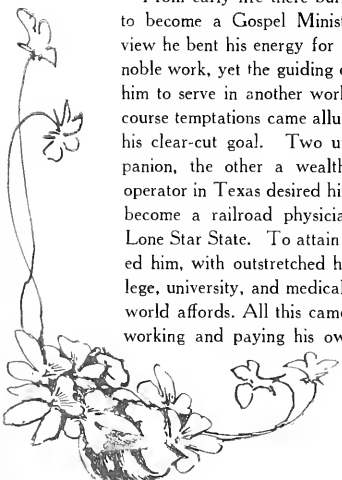 From early life there bur
to become a Gospel Minist
view he bent his energy for
noble work, yet the guiding
him to serve in another worl
course temptations came allu
his clear-cut goal. Two u
panion, the other a wealth
operator in Texas desired hi
become a railroad physicia
Lone Star State. To attain
ed him, with outstretched h
lege, university, and medical
world affords. All this came
working and paying his ow